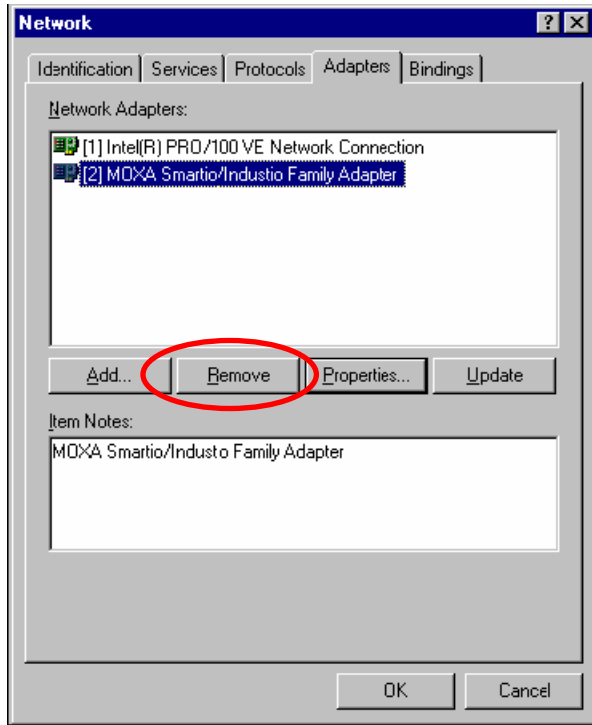 Network
Identification Services Protocols Adapters Bindings
Network Adapters:
[1] Intel(R) PRO/100 VE Network Connection
[2] MOXA Smartio/Industio Family Adapter
Add... Remove Properties... Update
Item Notes:
MOXA Smartio/Industo Family Adapter
OK Cancel